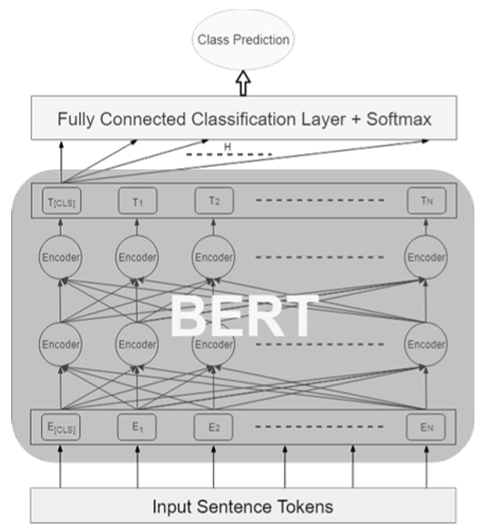 Class Prediction
Fully Connected Classification Layer + Softmax
H
T[CLS] T1 T2 TN
Encoder Encoder Encoder Encoder
BERT
Encoder Encoder Encoder Encoder
E[CLS] E1 E2 EN
Input Sentence Tokens